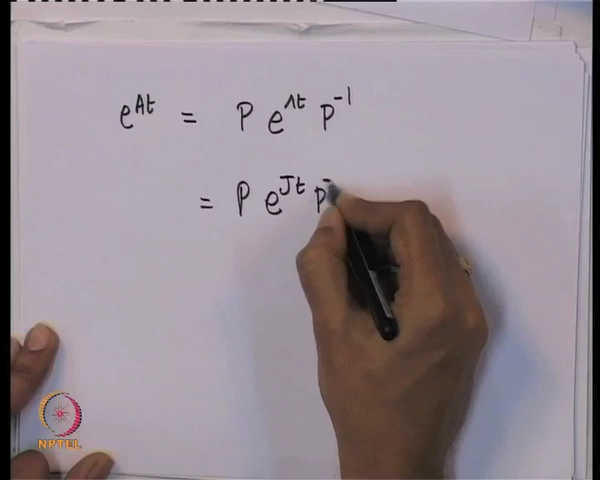 e^{At} = P e^{Λt} P^{-1}
= P e^{Jt} P^{-
NPTEL